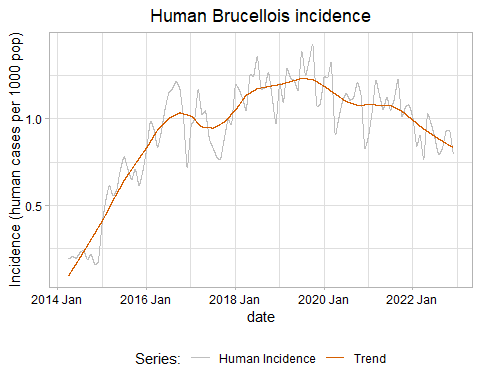 Human Brucellois incidence
Incidence (human cases per 1000 pop)
1.0
0.5
2014 Jan
2016 Jan
2018 Jan
2020 Jan
2022 Jan
date
Series:
Human Incidence
Trend